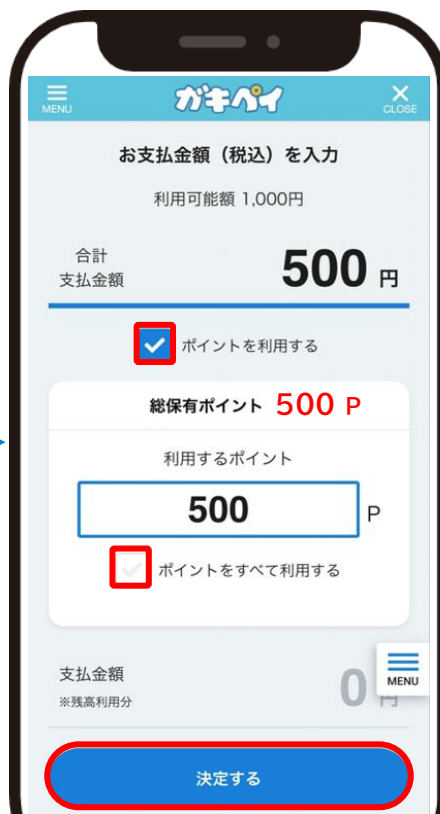 MENU
ガキペイ
CLOSE
お支払金額（税込）を入力
利用可能額 1,000円
合計
支払金額
500 円
ポイントを利用する
総保有ポイント 500 P
利用するポイント
500 P
ポイントをすべて利用する
支払金額
※残高利用分
0 円
MENU
決定する